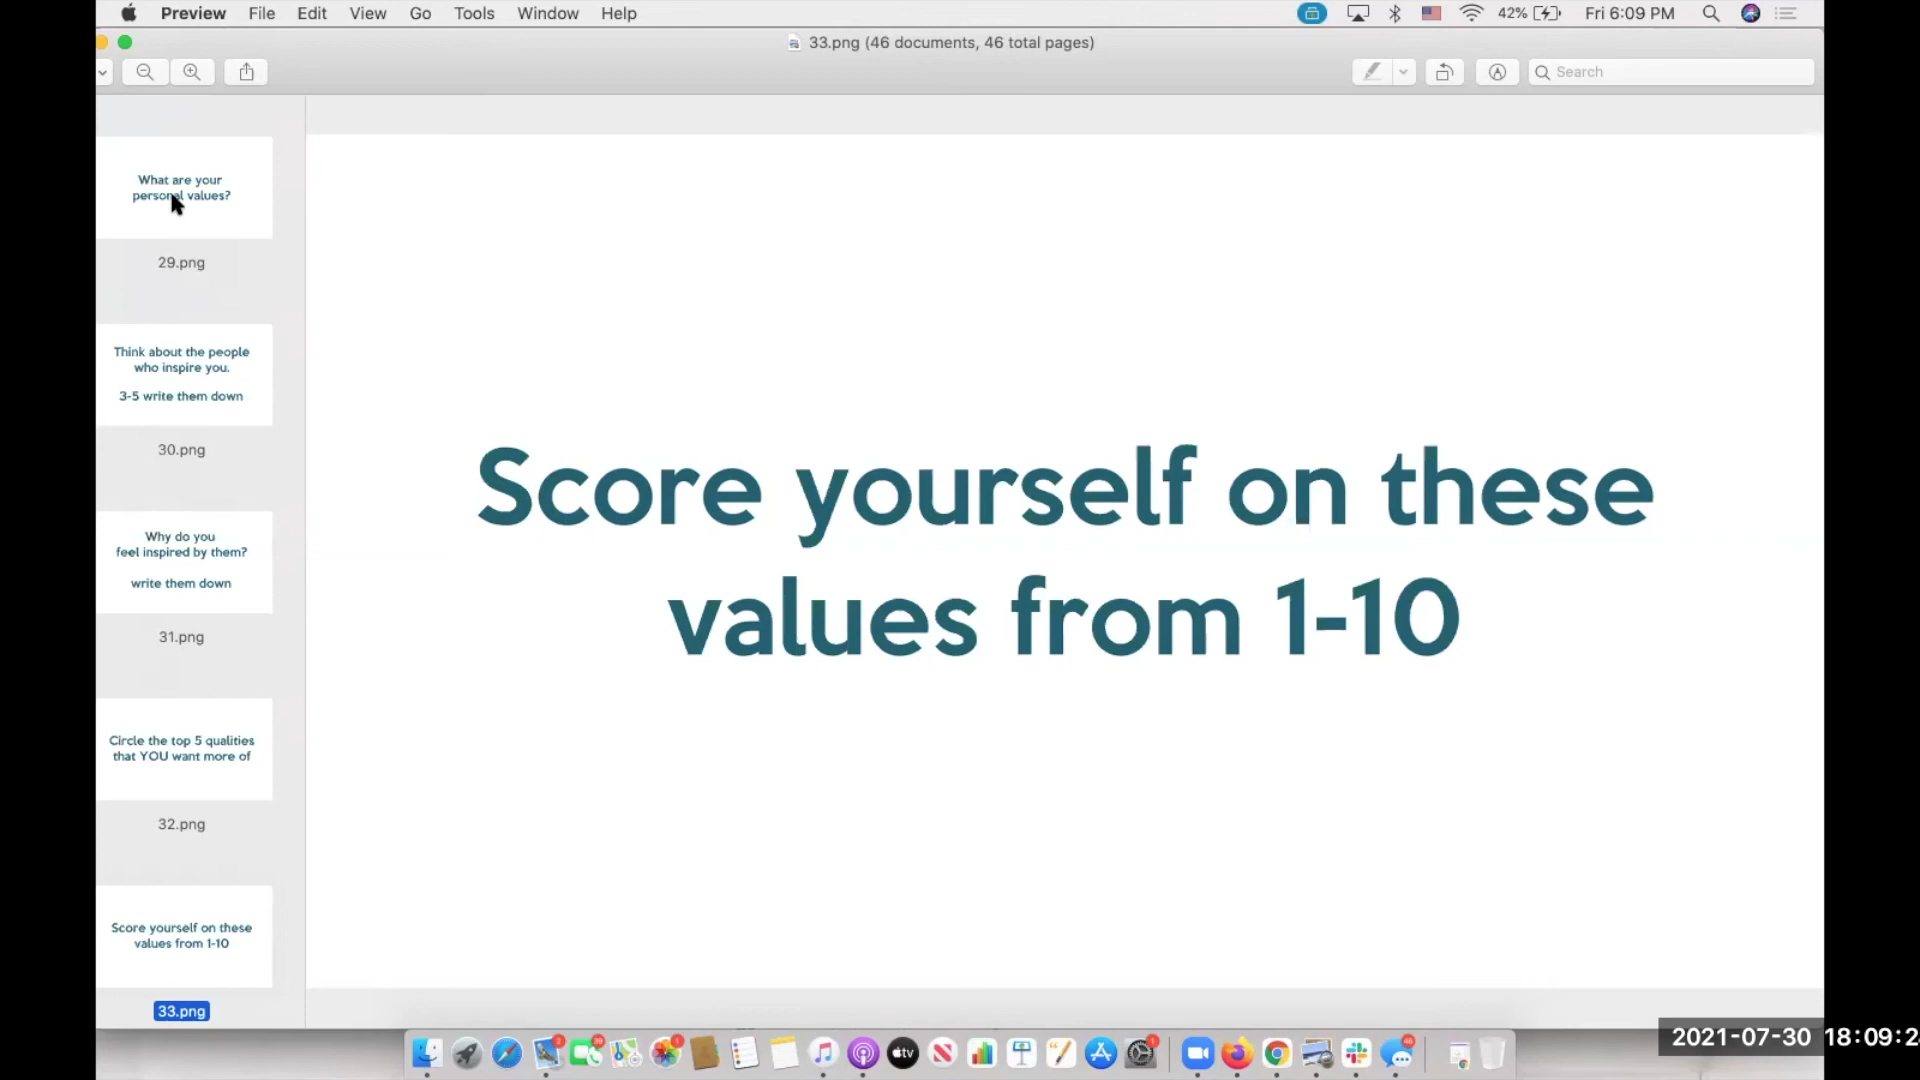 Preview File Edit View Go Tools Window Help 42% Fri 6:09 PM
33.png (46 documents, 46 total pages)
Search
What are your
personal values?
29.png
Think about the people
who inspire you.
3-5 write them down
30.png
Why do you
feel inspired by them?
write them down
31.png
Circle the top 5 qualities
that YOU want more of
32.png
Score yourself on these
values from 1-10
33.png
Score yourself on these
values from 1-10
tv
2021-07-30 18:09:2